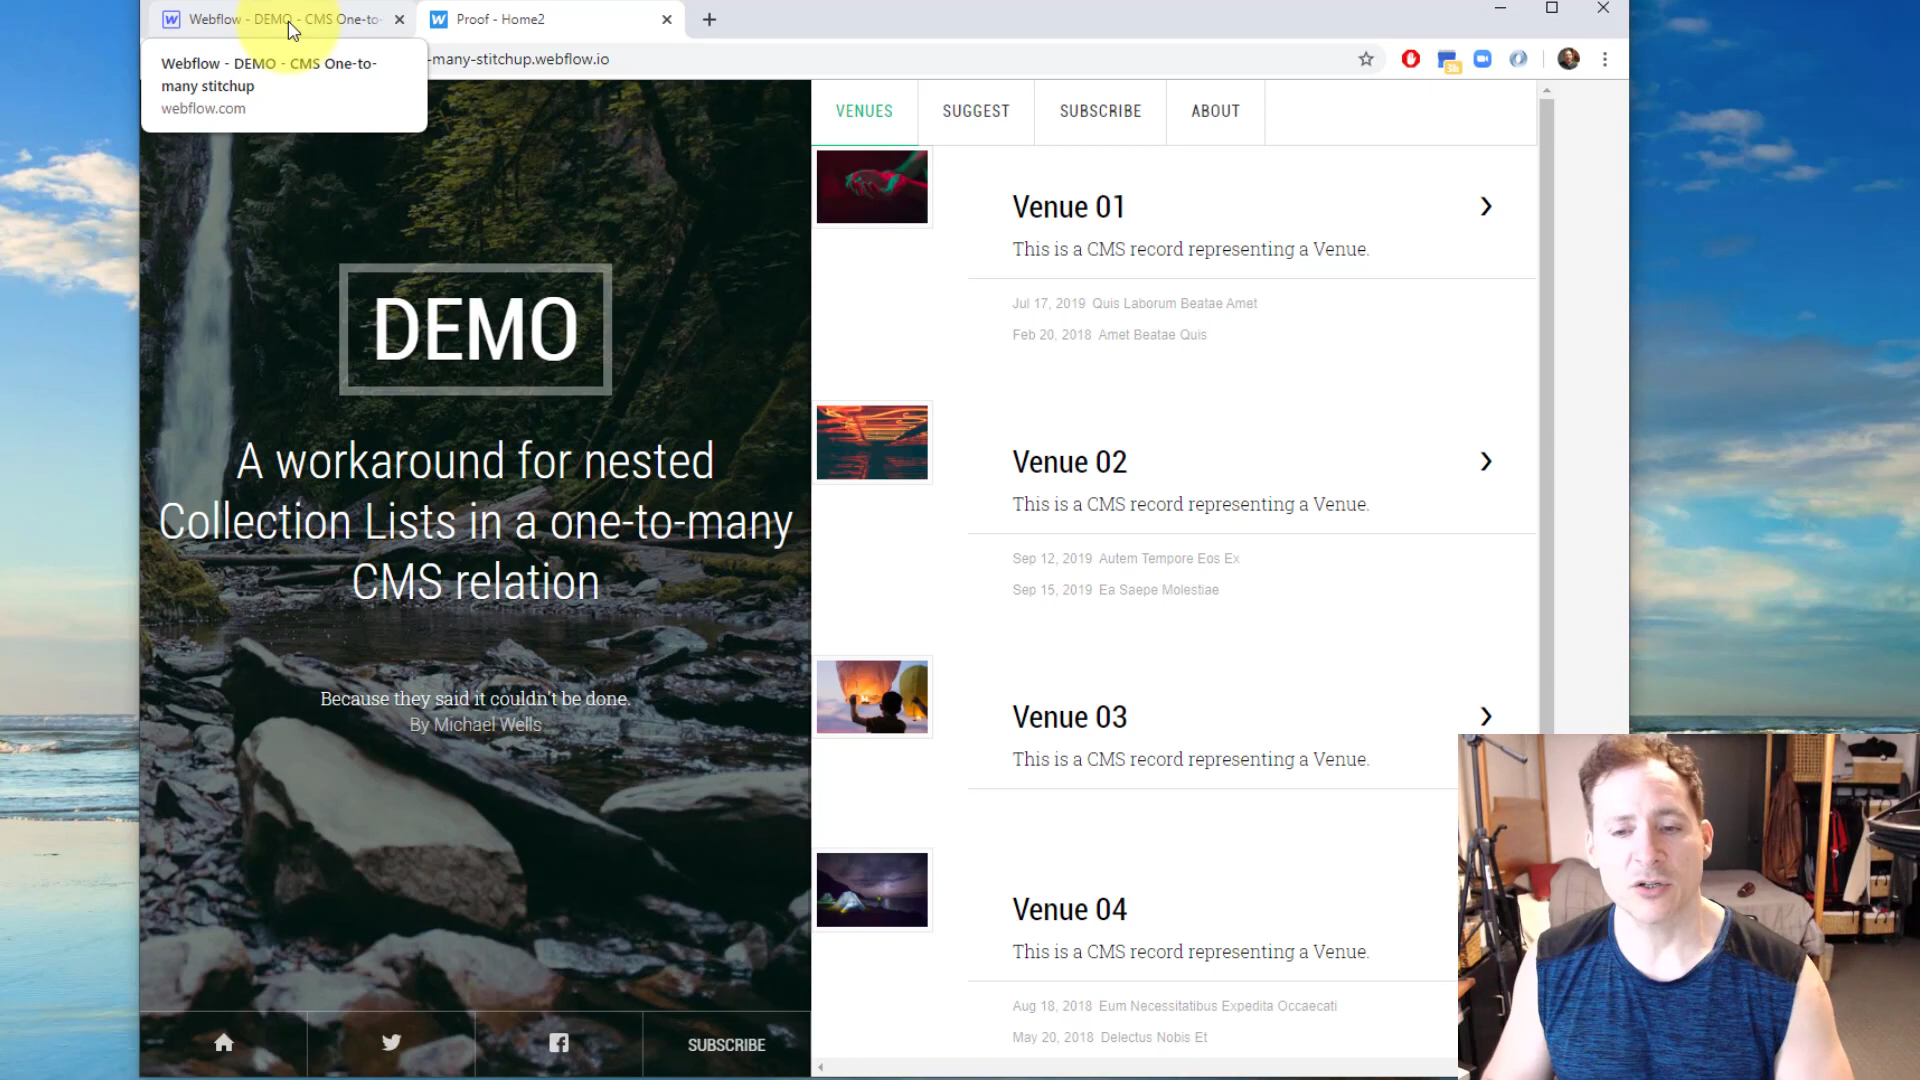 Webflow - DEMO - CMS One-to-
Proof - Home2
Webflow - DEMO - CMS One-to-
many stitchup
webflow.com
-many-stitchup.webflow.io
VENUES
SUGGEST
SUBSCRIBE
ABOUT
DEMO
A workaround for nested
Collection Lists in a one-to-many
CMS relation
Because they said it couldn't be done.
By Michael Wells
SUBSCRIBE
Venue 01
This is a CMS record representing a Venue.
Jul 17, 2019 Quis Laborum Beatae Amet
Feb 20, 2018 Amet Beatae Quis
Venue 02
This is a CMS record representing a Venue.
Sep 12, 2019 Autem Tempore Eos Ex
Sep 15, 2019 Ea Saepe Molestiae
Venue 03
This is a CMS record representing a Venue.
Venue 04
This is a CMS record representing a Venue.
Aug 18, 2018 Eum Necessitatibus Expedita Occaecati
May 20, 2018 Delectus Nobis Et